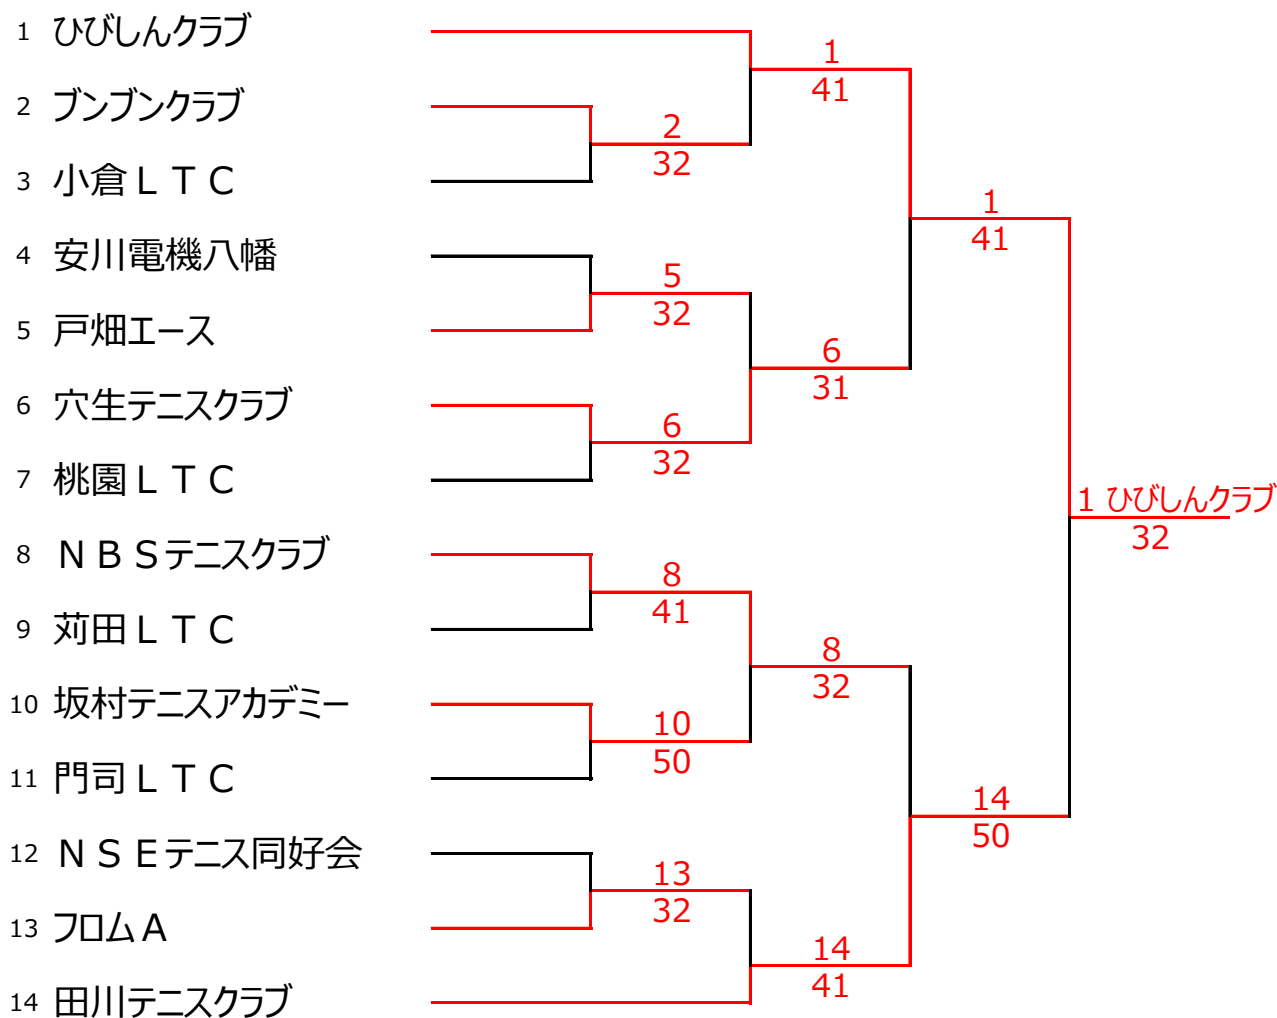 1 ひびしんクラブ
2 ブンブンクラブ
3 小倉ＬＴＣ
4 安川電機八幡
5 戸畑エース
6 穴生テニスクラブ
7 桃園ＬＴＣ
8 ＮＢＳテニスクラブ
9 苅田ＬＴＣ
10 坂村テニスアカデミー
11 門司ＬＴＣ
12 ＮＳＥテニス同好会
13 フロムＡ
14 田川テニスクラブ
2
32
5
32
6
32
8
41
10
50
13
32
1
41
6
31
8
32
14
41
1
41
14
50
1 ひびしんクラブ
32